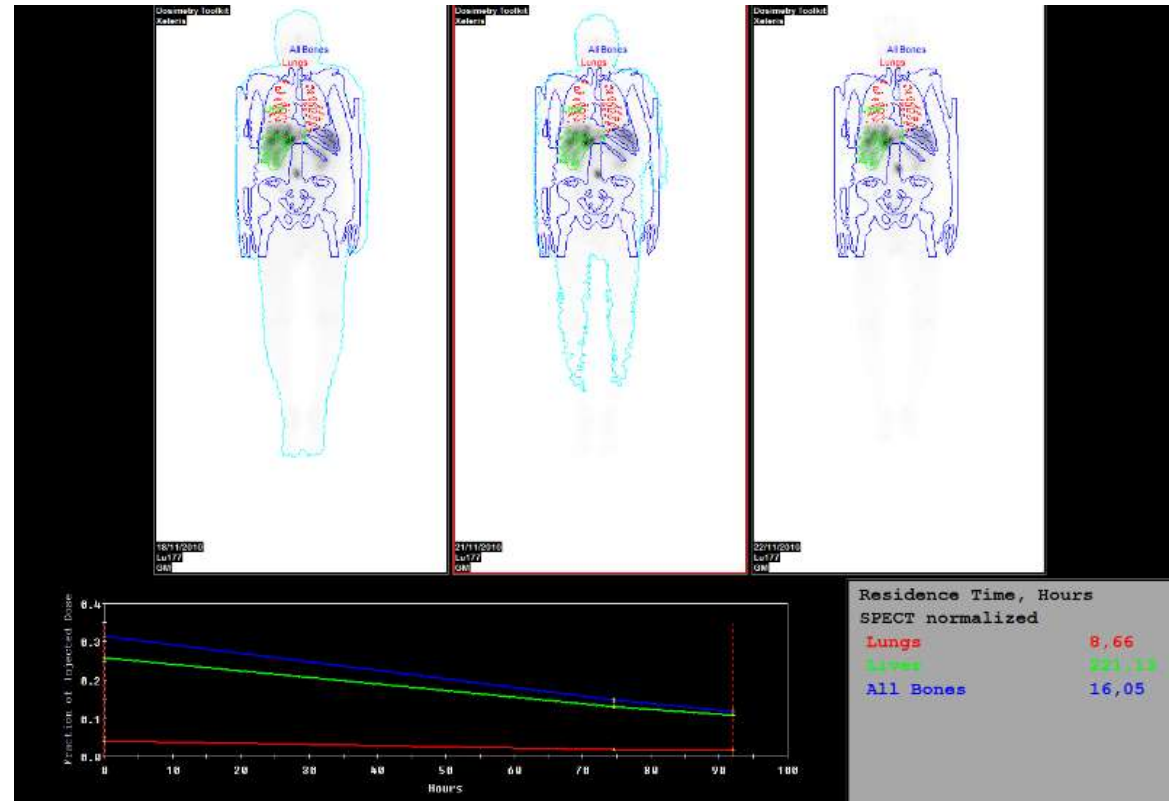 Dosimetry Toolkit
Xeleris
All Bones
Lungs
18/11/2010
Lu177
GM
Dosimetry Toolkit
Xeleris
All Bones
Lungs
21/11/2010
Lu177
GM
Dosimetry Toolkit
Xeleris
All Bones
Lungs
22/11/2010
Lu177
GM
Fraction of Injected Dose
0.4
0.3
0.2
0.1
0.0
0 10 20 30 40 50 60 70 80 90 100
Hours
Residence Time, Hours
SPECT normalized
Lungs 8,66
Liver 221,13
All Bones 16,05